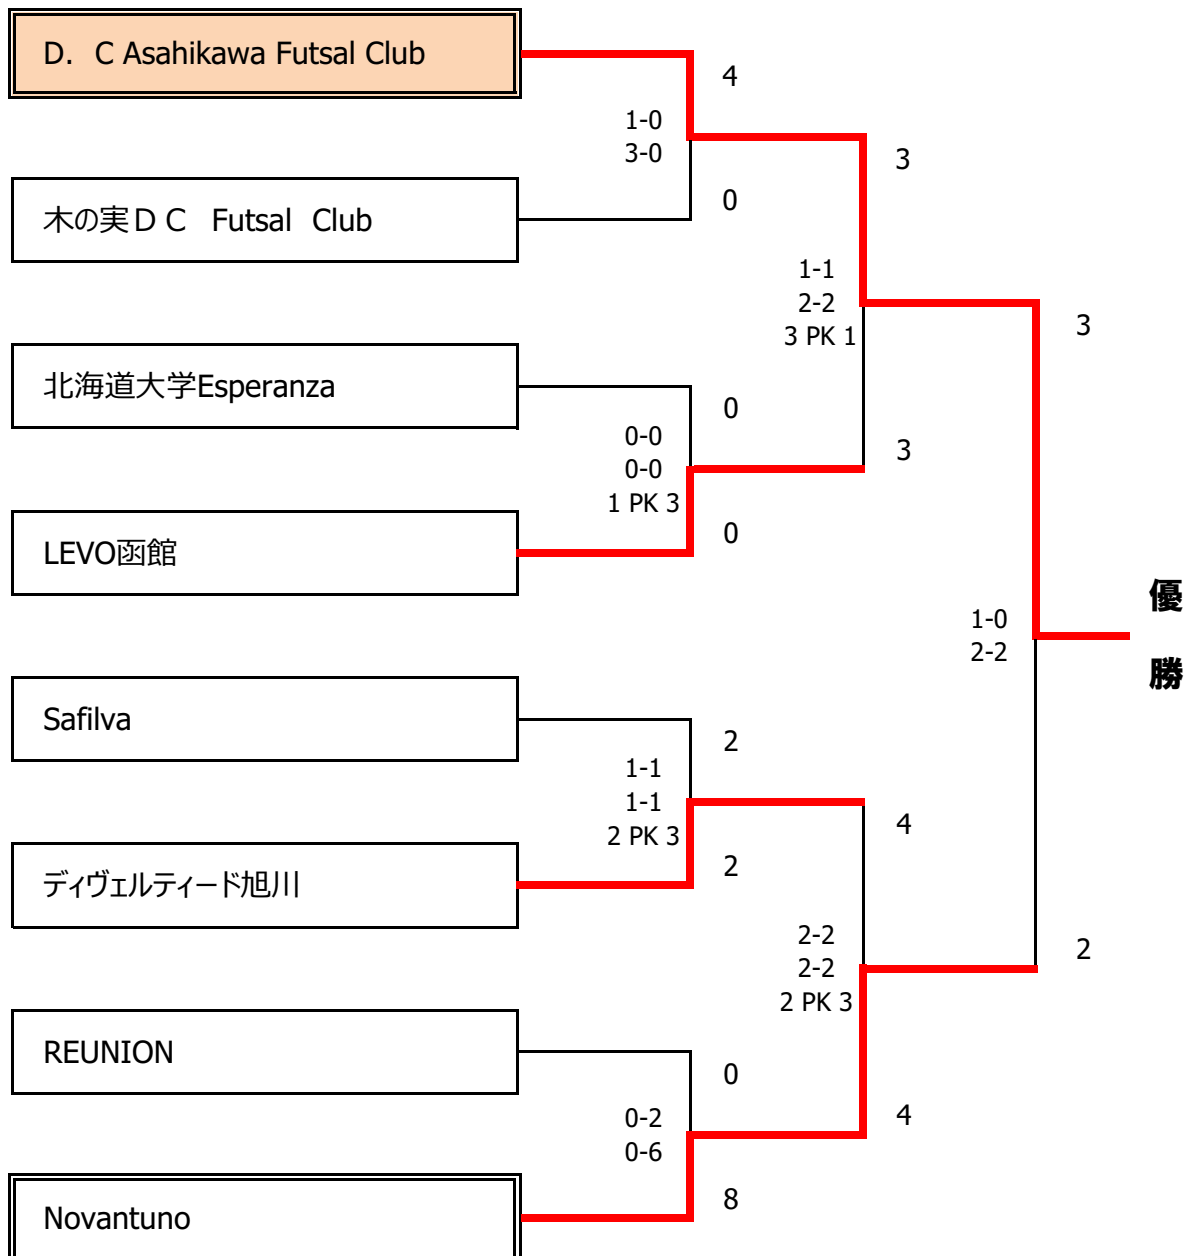 D. C Asahikawa Futsal Club
4
1-0
3-0
3
0
木の実ＤＣ Futsal Club
1-1
2-2
3 PK 1
3
北海道大学Esperanza
0
0-0
0-0
1 PK 3
3
0
LEVO函館
優
勝
1-0
2-2
Safilva
2
1-1
1-1
2 PK 3
4
2
ディヴェルティード旭川
2-2
2-2
2 PK 3
2
REUNION
0
0-2
0-6
4
8
Novantuno